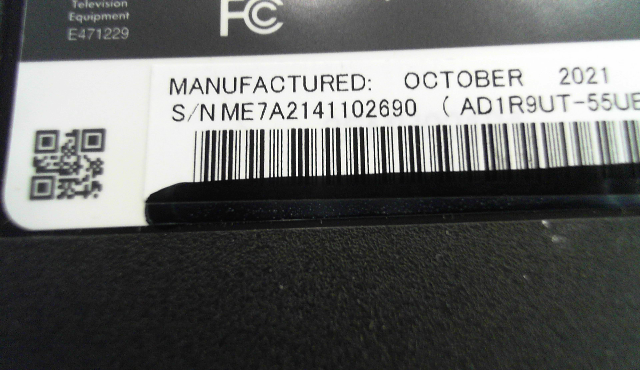 Television
Equipment
E471229
FC
MANUFACTURED: OCTOBER 2021
S/N ME7A2141102690 ( AD1R9UT-55UE